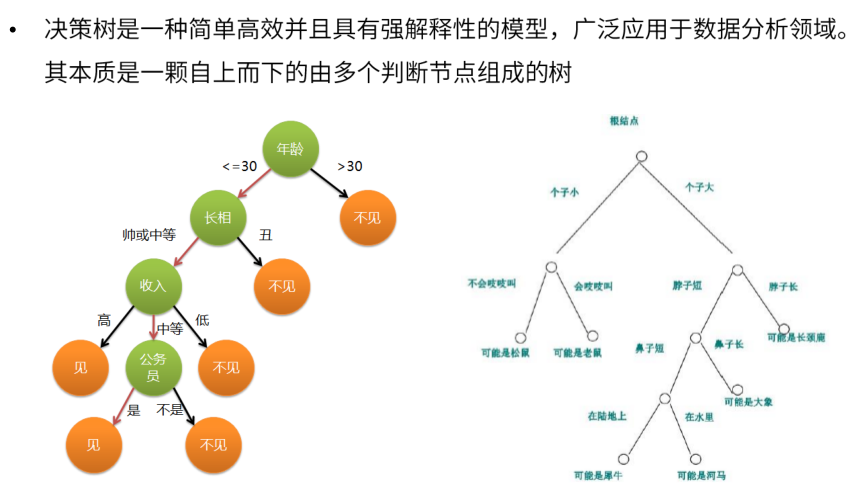 • 决策树是一种简单高效并且具有强解释性的模型，广泛应用于数据分析领域。
其本质是一颗自上而下的由多个判断节点组成的树
年龄
<=30
>30
长相
不见
帅或中等
丑
收入
不见
高
中等
低
见
公务
员
不见
是
不是
见
不见
根结点
个子小
个子大
不会吱吱叫
会吱吱叫
脖子短
脖子长
可能是松鼠
可能是老鼠
鼻子短
鼻子长
可能是长颈鹿
可能是大象
在陆地上
在水里
可能是犀牛
可能是河马